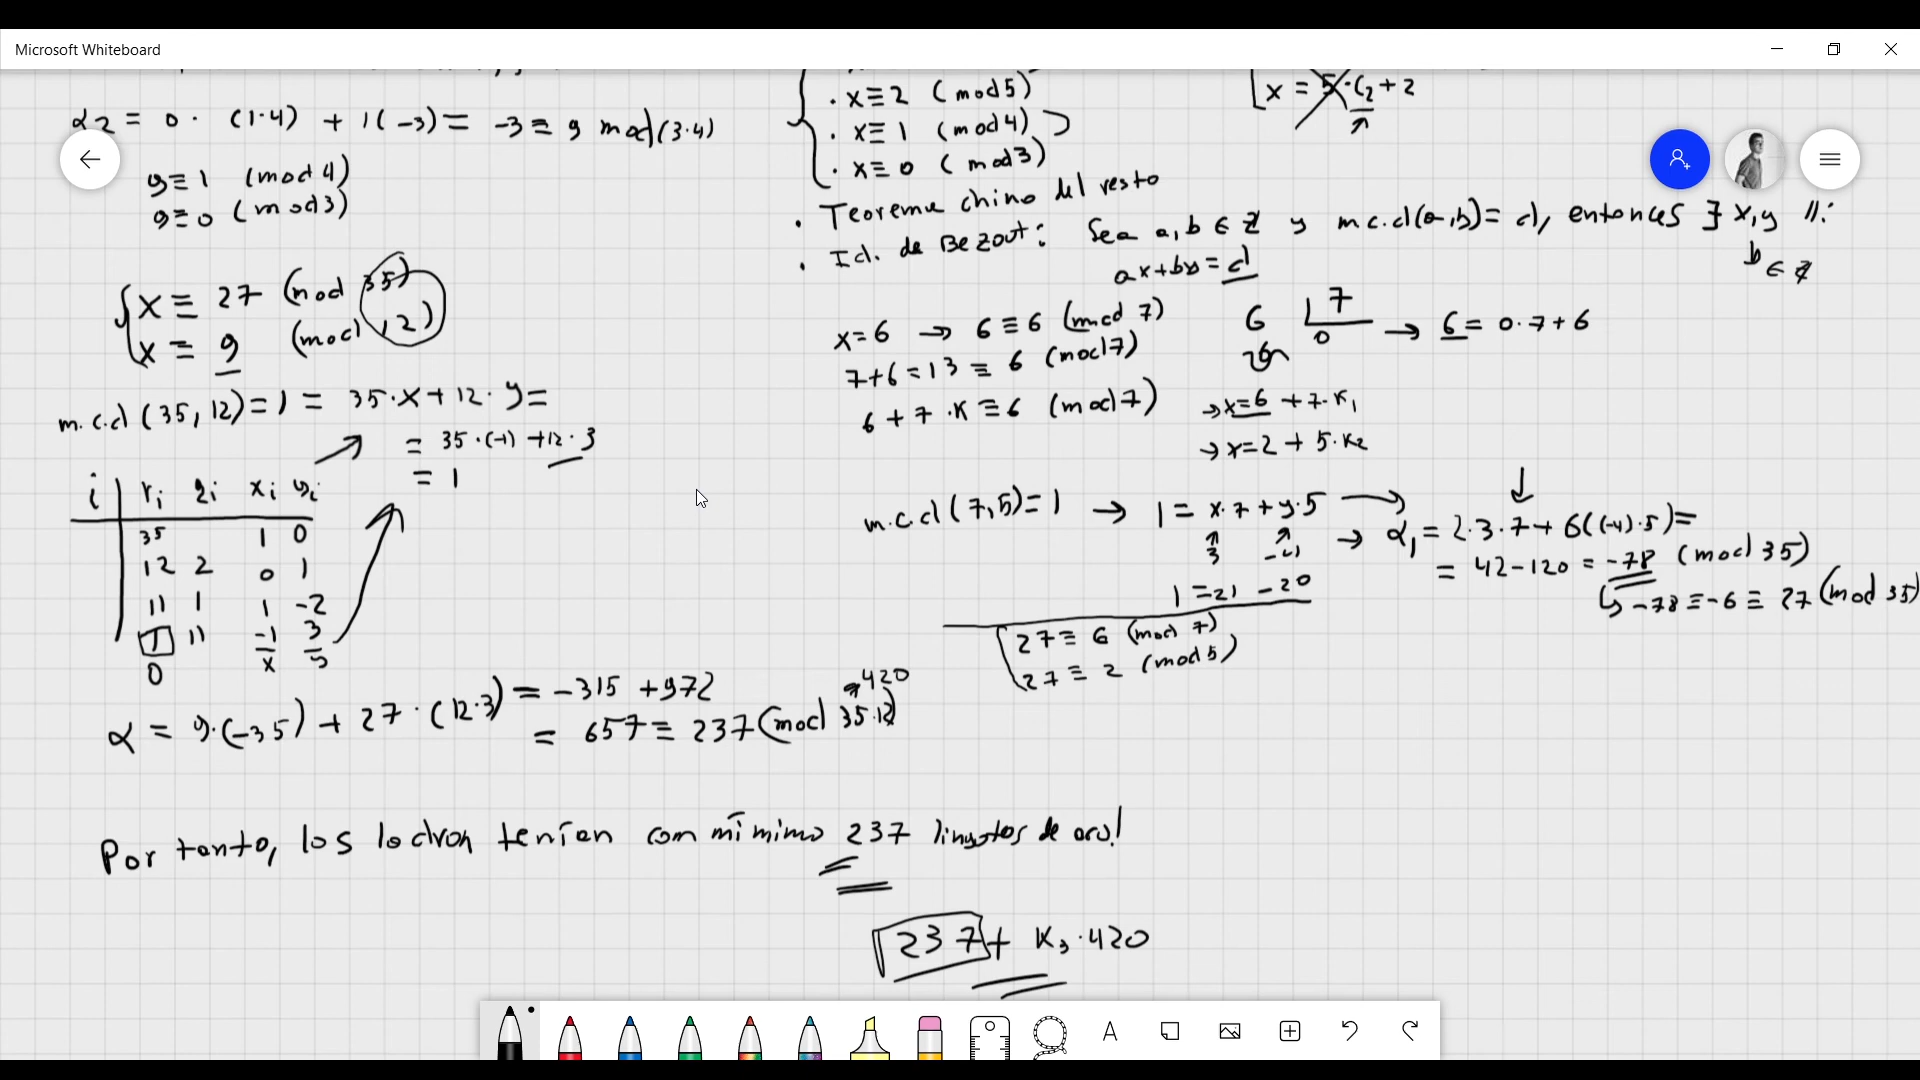 Microsoft Whiteboard
α2 = 0 · (1·4) + 1(-3) = -3 ≡ 9 mod(3·4)
9 ≡ 1 (mod 4)
9 ≡ 0 (mod 3)
{ x ≡ 27 (mod 35)
x ≡ 9 (mod 12)
m.c.d (35, 12) = 1 = 35·x + 12·y =
= 35·(-1) + 12·3
= 1
i | ri qi xi yi
35 1 0
12 2 0 1
11 1 1 -2
1 11 -1 3
0 x y
α = 9·(-35) + 27·(12·3) = -315 + 972
= 657 ≡ 237 (mod 35·12)
→ 420
Por tanto, los ladron tenían com mínimo 237 lingotes de oro!
237 + K3·420
· x ≡ 2 (mod 5)
· x ≡ 1 (mod 4)
· x ≡ 0 (mod 3)
[x = 5·C2 + 2
· Teorema chino del resto
· Id. de Bezout: Sea a, b ∈ Z y m.c.d(a,b) = d, entonces ∃ x,y //:
ax+by = d
∈ Z
x=6 → 6 ≡ 6 (mod 7)
7+6 = 13 ≡ 6 (mod 7)
6 + 7·K ≡ 6 (mod 7)
6 | 7
0 → 6 = 0·7 + 6
→ x=6 + 7·K1
→ x=2 + 5·K2
m.c.d (7,5) = 1 → 1 = x·7 + y·5
3 -4
1 = 21 - 20
→ α1 = 2·3·7 + 6((-4)·5) =
= 42-120 = -78 (mod 35)
-78 ≡ -6 ≡ 27 (mod 35)
27 ≡ 6 (mod 7)
27 ≡ 2 (mod 5)
A